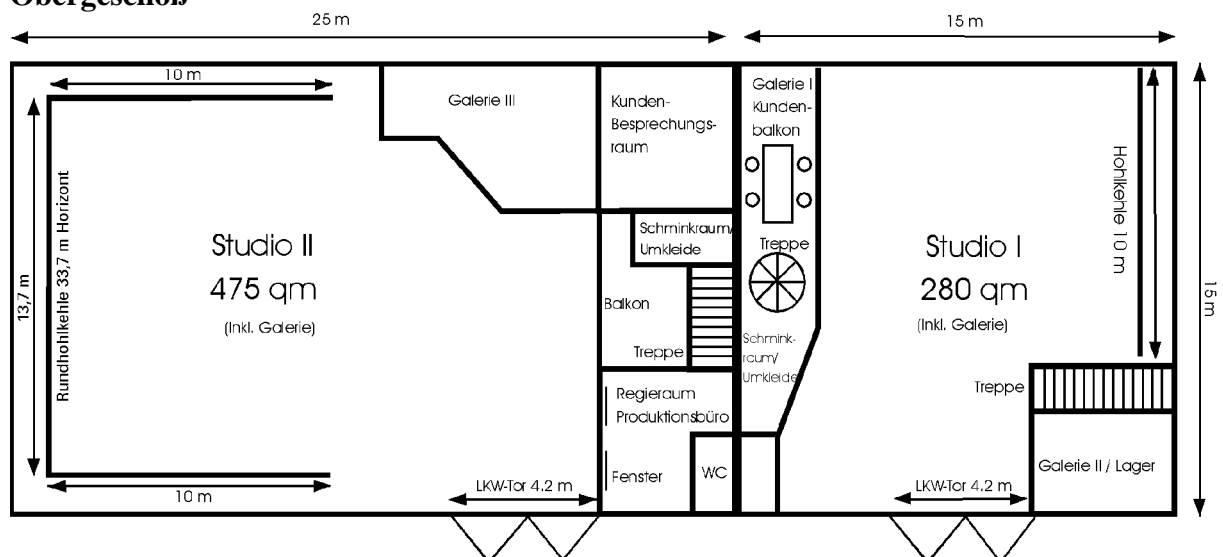 Obergeschoß
25 m
15 m
10 m
Galerie III
Kunden-
Besprechungs-
raum
Galerie I
Kunden-
balkon
Hohlkehle 10 m
13,7 m
Rundhohlkehle 33,7 m Horizont
Studio II
475 qm
(Inkl. Galerie)
Schminkraum/
Umkleide
Treppe
Studio I
280 qm
(Inkl. Galerie)
15 m
Balkon
Treppe
Schmink-
raum/
Umkleide
Treppe
Regieraum
Produktionsbüro
Fenster
WC
Galerie II / Lager
10 m
LKW-Tor 4.2 m
LKW-Tor 4.2 m